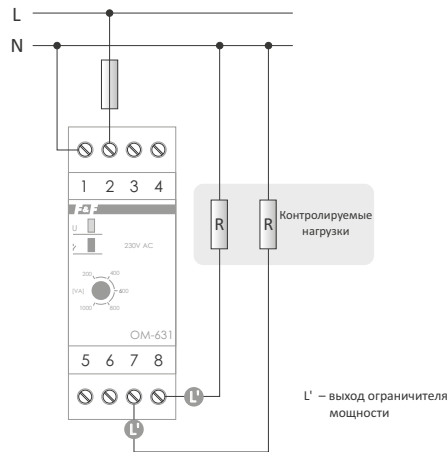 L
N
1 2 3 4
F&F
U
230V AC
200 400
(VA) 600
1000 800
OM-631
5 6 7 8
R R
Контролируемые
нагрузки
L'
L'
L' – выход ограничителя
мощности